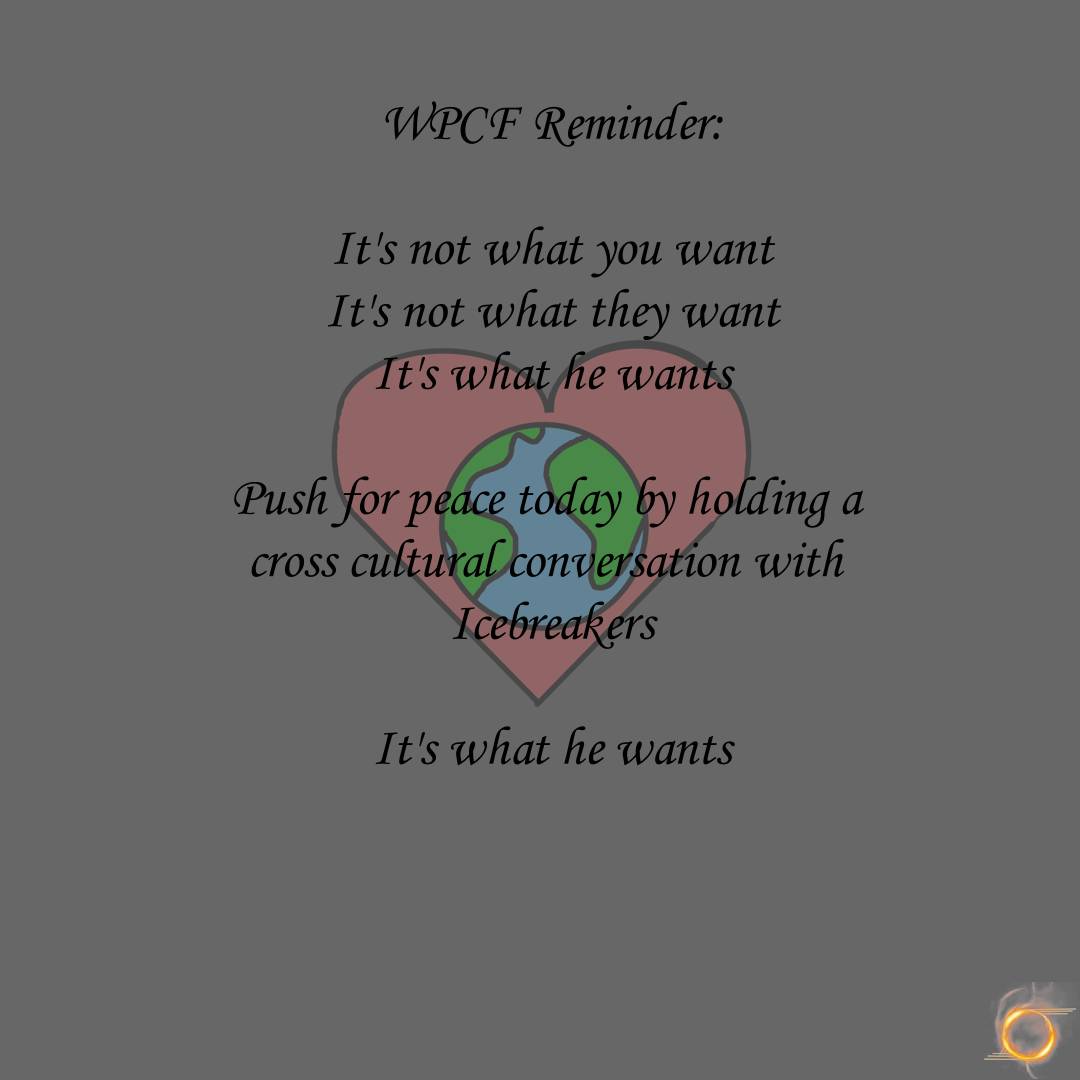 WPCF Reminder:
It's not what you want
It's not what they want
It's what he wants
Push for peace today by holding a
cross cultural conversation with
Icebreakers
It's what he wants